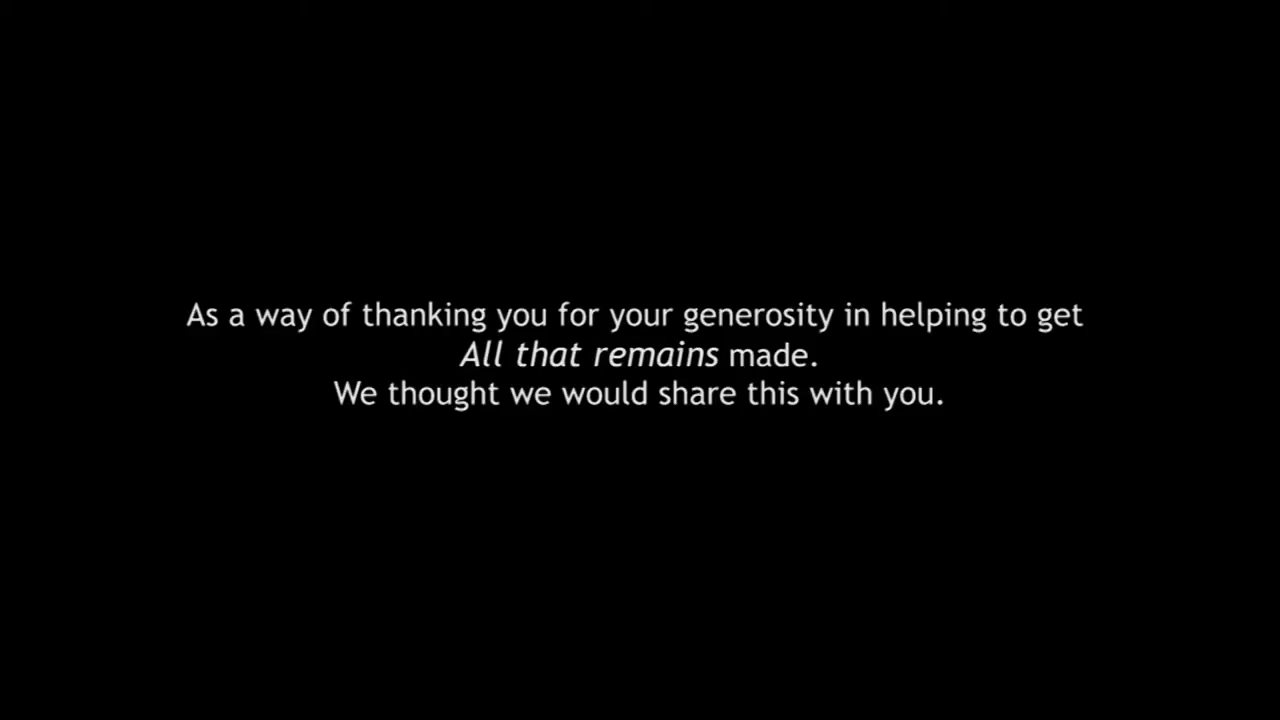 As a way of thanking you for your generosity in helping to get
All that remains made.
We thought we would share this with you.